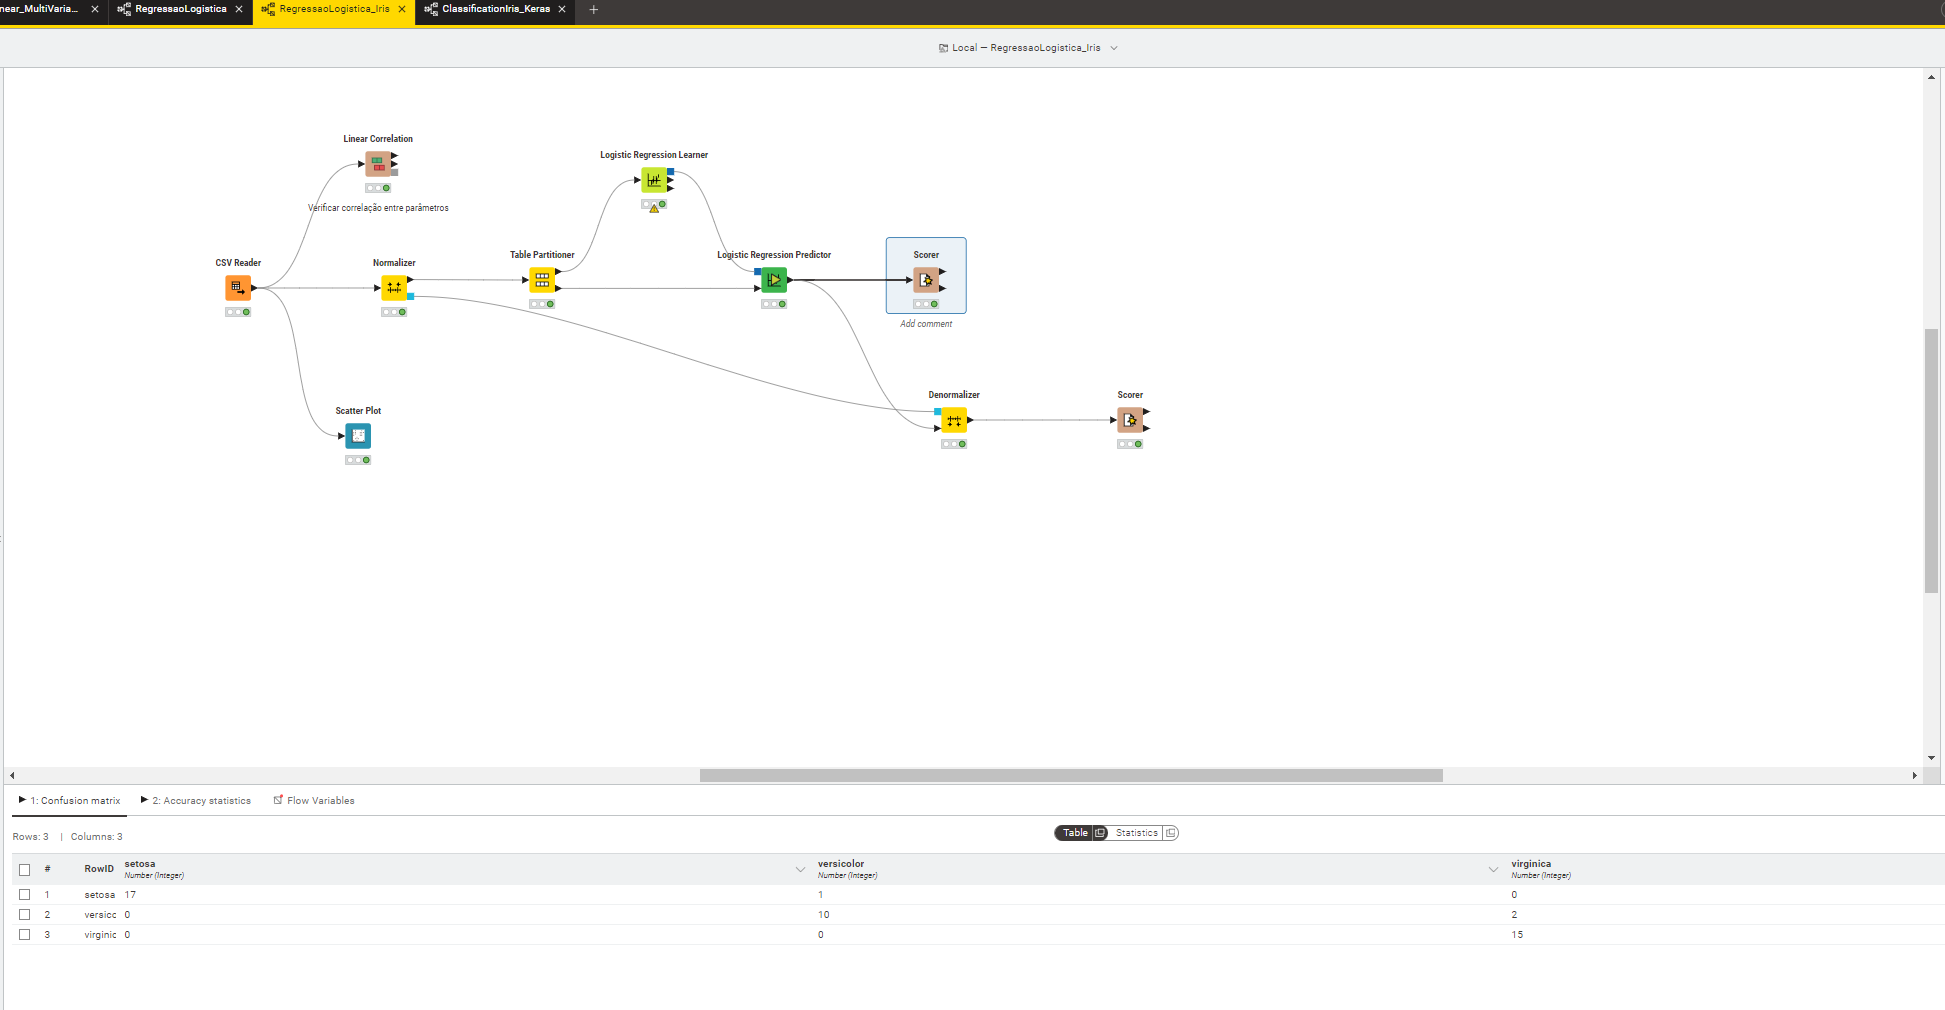 near_MultiVaria...
RegressaoLogistica
RegressaoLogistica_Iris
ClassificationIris_Keras
Local — RegressaoLogistica_Iris
Linear Correlation
Verificar correlação entre parâmetros
Logistic Regression Learner
CSV Reader
Normalizer
Table Partitioner
Logistic Regression Predictor
Scorer
Add comment
Scatter Plot
Denormalizer
Scorer
1: Confusion matrix 2: Accuracy statistics Flow Variables
Rows: 3 | Columns: 3
Table Statistics
# RowID setosa versicolor virginica
Number (Integer) Number (Integer) Number (Integer)
1 setosa 17 1 0
2 versicc 0 10 2
3 virginic 0 0 15